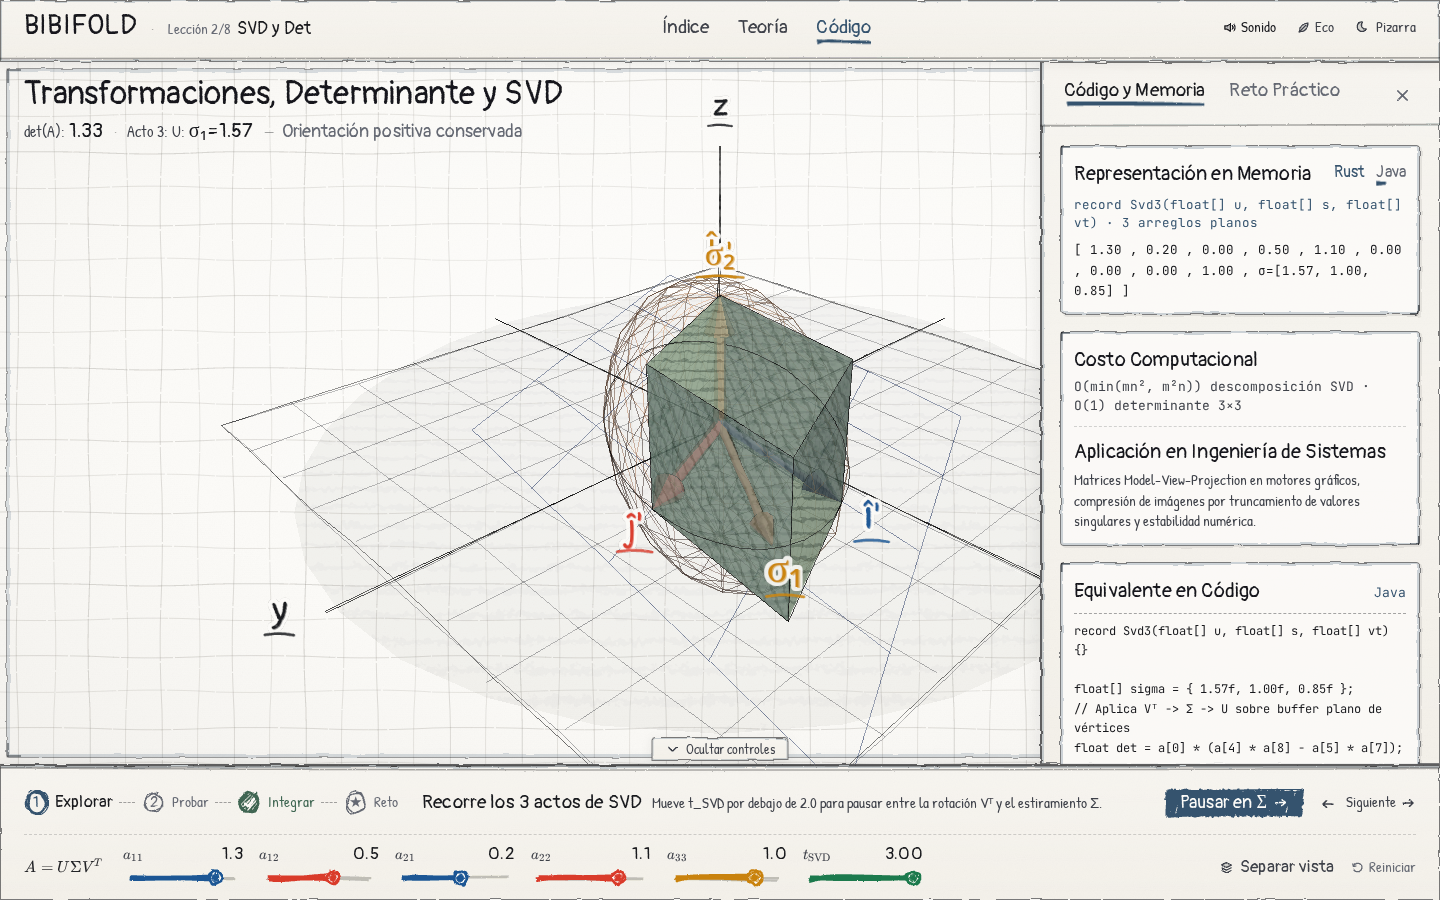 BIBIFOLD · Lección 2/8 SVD y Det
Índice Teoría Código
Sonido Eco Pizarra
Transformaciones, Determinante y SVD
det(A): 1.33 · Acto 3: U: σ₁=1.57 — Orientación positiva conservada
z
σ̂₂'
ĵ'
î'
σ₁
y
Ocultar controles
Código y Memoria Reto Práctico ×
Representación en Memoria Rust Java
record Svd3(float[] u, float[] s, float[]
vt) · 3 arreglos planos
[ 1.30 , 0.20 , 0.00 , 0.50 , 1.10 , 0.00
, 0.00 , 0.00 , 1.00 , σ=[1.57, 1.00,
0.85] ]
Costo Computacional
O(min(mn², m²n)) descomposición SVD ·
O(1) determinante 3×3
Aplicación en Ingeniería de Sistemas
Matrices Model-View-Projection en motores gráficos,
compresión de imágenes por truncamiento de valores
singulares y estabilidad numérica.
Equivalente en Código Java
record Svd3(float[] u, float[] s, float[] vt)
{}
float[] sigma = { 1.57f, 1.00f, 0.85f };
// Aplica Vᵀ -> Σ -> U sobre buffer plano de
vértices
float det = a[0] * (a[4] * a[8] - a[5] * a[7]);
1 Explorar 2 Probar Integrar Reto
Recorre los 3 actos de SVD Mueve t_SVD por debajo de 2.0 para pausar entre la rotación Vᵀ y el estiramiento Σ.
Pausar en Σ → ← Siguiente →
A = UΣVᵀ a₁₁ 1.3 a₁₂ 0.5 a₂₁ 0.2 a₂₂ 1.1 a₃₃ 1.0 t_SVD 3.00
Separar vista Reiniciar